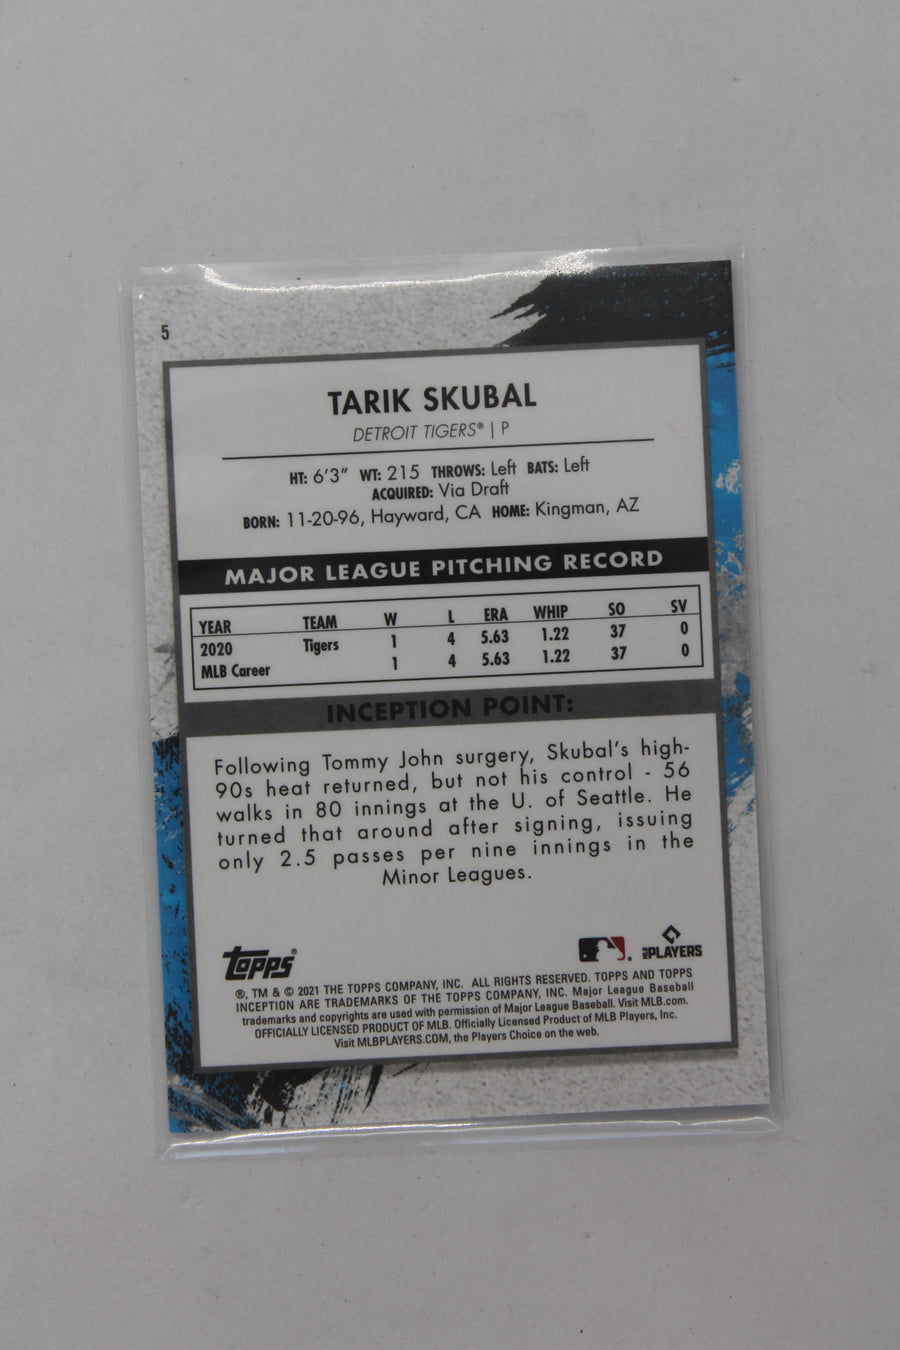 5
TARIK SKUBAL
DETROIT TIGERS® | P
HT: 6'3" WT: 215 THROWS: Left BATS: Left
ACQUIRED: Via Draft
BORN: 11-20-96, Hayward, CA HOME: Kingman, AZ
MAJOR LEAGUE PITCHING RECORD
YEAR TEAM W L ERA WHIP SO SV
2020 Tigers 1 4 5.63 1.22 37 0
MLB Career 1 4 5.63 1.22 37 0
INCEPTION POINT:
Following Tommy John surgery, Skubal's high-
90s heat returned, but not his control - 56
walks in 80 innings at the U. of Seattle. He
turned that around after signing, issuing
only 2.5 passes per nine innings in the
Minor Leagues.
topps®
MLB PLAYERS
®, TM & © 2021 THE TOPPS COMPANY, INC. ALL RIGHTS RESERVED. TOPPS AND TOPPS
INCEPTION ARE TRADEMARKS OF THE TOPPS COMPANY, INC. Major League Baseball
trademarks and copyrights are used with permission of Major League Baseball. Visit MLB.com.
OFFICIALLY LICENSED PRODUCT OF MLB. Officially Licensed Product of MLB Players, Inc.
Visit MLBPLAYERS.COM, the Players Choice on the web.